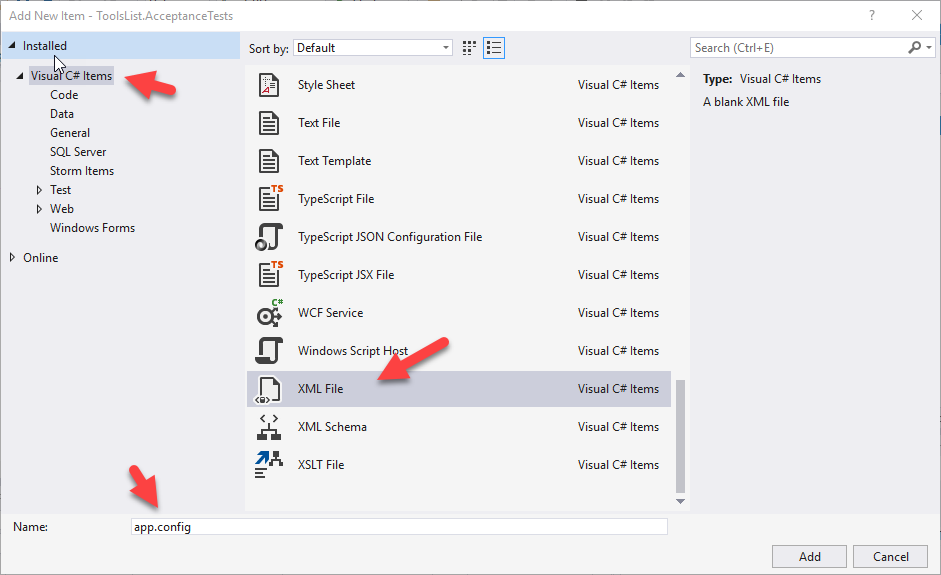 Add New Item - ToolsList.AcceptanceTests
?
Installed
Sort by: Default
Search (Ctrl+E)
Visual C# Items
Code
Data
General
SQL Server
Storm Items
Test
Web
Windows Forms
Online
Style Sheet Visual C# Items
Text File Visual C# Items
Text Template Visual C# Items
TS
TypeScript File Visual C# Items
TypeScript JSON Configuration File Visual C# Items
TS
TypeScript JSX File Visual C# Items
C#
WCF Service Visual C# Items
Windows Script Host Visual C# Items
XML File Visual C# Items
XML Schema Visual C# Items
XSLT File Visual C# Items
Type: Visual C# Items
A blank XML file
Name: app.config
Add Cancel